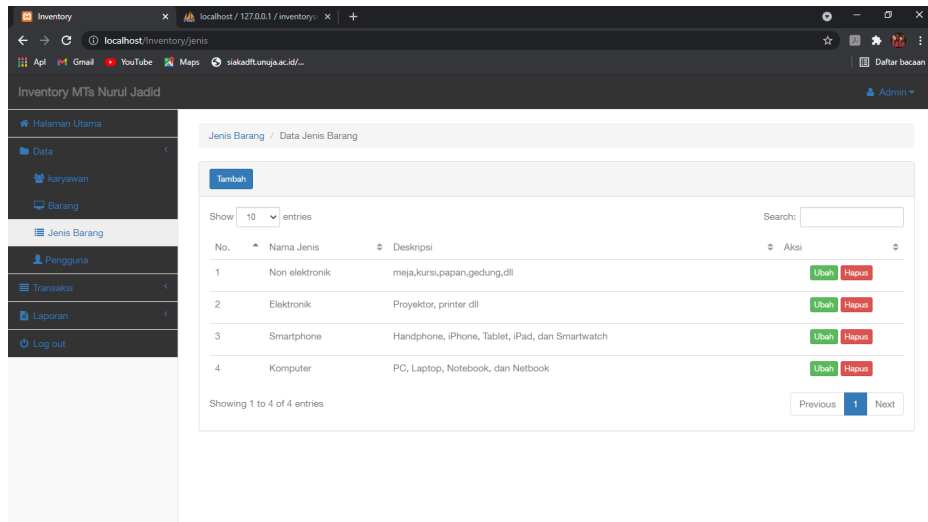 Inventory
localhost / 127.0.0.1 / inventorys
localhost/Inventory/jenis
Apl Gmail YouTube Maps siakadft.unuja.ac.id/... Daftar bacaan
Inventory MTs Nurul Jadid Admin
Halaman Utama
Data
karyawan
Barang
Jenis Barang
Pengguna
Transaksi
Laporan
Log out
Jenis Barang / Data Jenis Barang
Tambah
Show 10 entries Search:
No. Nama Jenis Deskripsi Aksi
1 Non elektronik meja,kursi,papan,gedung,dll Ubah Hapus
2 Elektronik Proyektor, printer dll Ubah Hapus
3 Smartphone Handphone, iPhone, Tablet, iPad, dan Smartwatch Ubah Hapus
4 Komputer PC, Laptop, Notebook, dan Netbook Ubah Hapus
Showing 1 to 4 of 4 entries Previous 1 Next